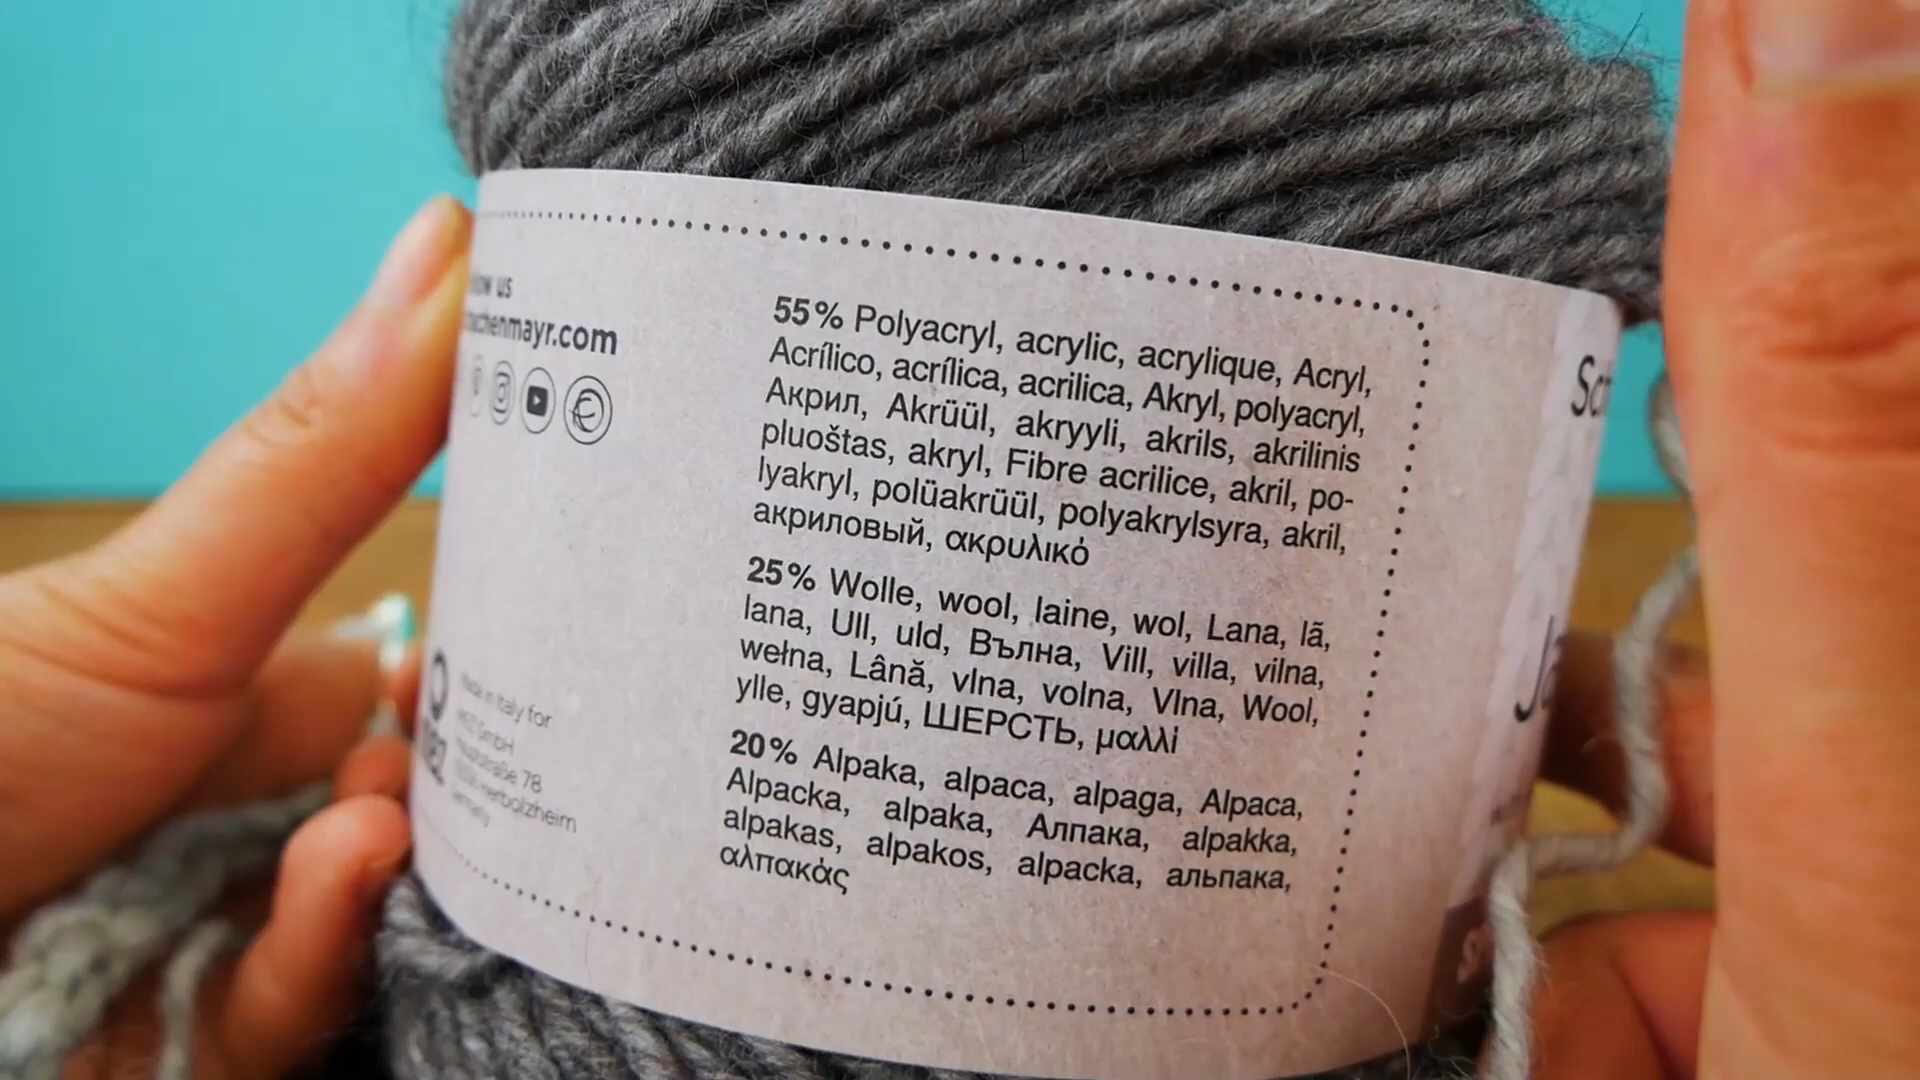 us
chenmayr.com
55% Polyacryl, acrylic, acrylique, Acryl,
Acrílico, acrílica, acrilica, Akryl, polyacryl,
Акрил, Akrüül, akryyli, akrils, akrilinis
pluoštas, akryl, Fibre acrilice, akril, po-
lyakryl, polüakrüül, polyakrylsyra, akril,
акриловый, ακρυλικό
25% Wolle, wool, laine, wol, Lana, lã,
lana, Ull, uld, Вълна, Vill, villa, vilna,
wełna, Lână, vlna, volna, Vlna, Wool,
ylle, gyapjú, ШЕРСТЬ, μαλλί
20% Alpaka, alpaca, alpaga, Alpaca,
Alpacka, alpaka, Алпака, alpakka,
alpakas, alpakos, alpacka, альпака,
αλπακάς
Made in Italy for
GmbH
78
Herbolzheim
Germany
Sc
Ja